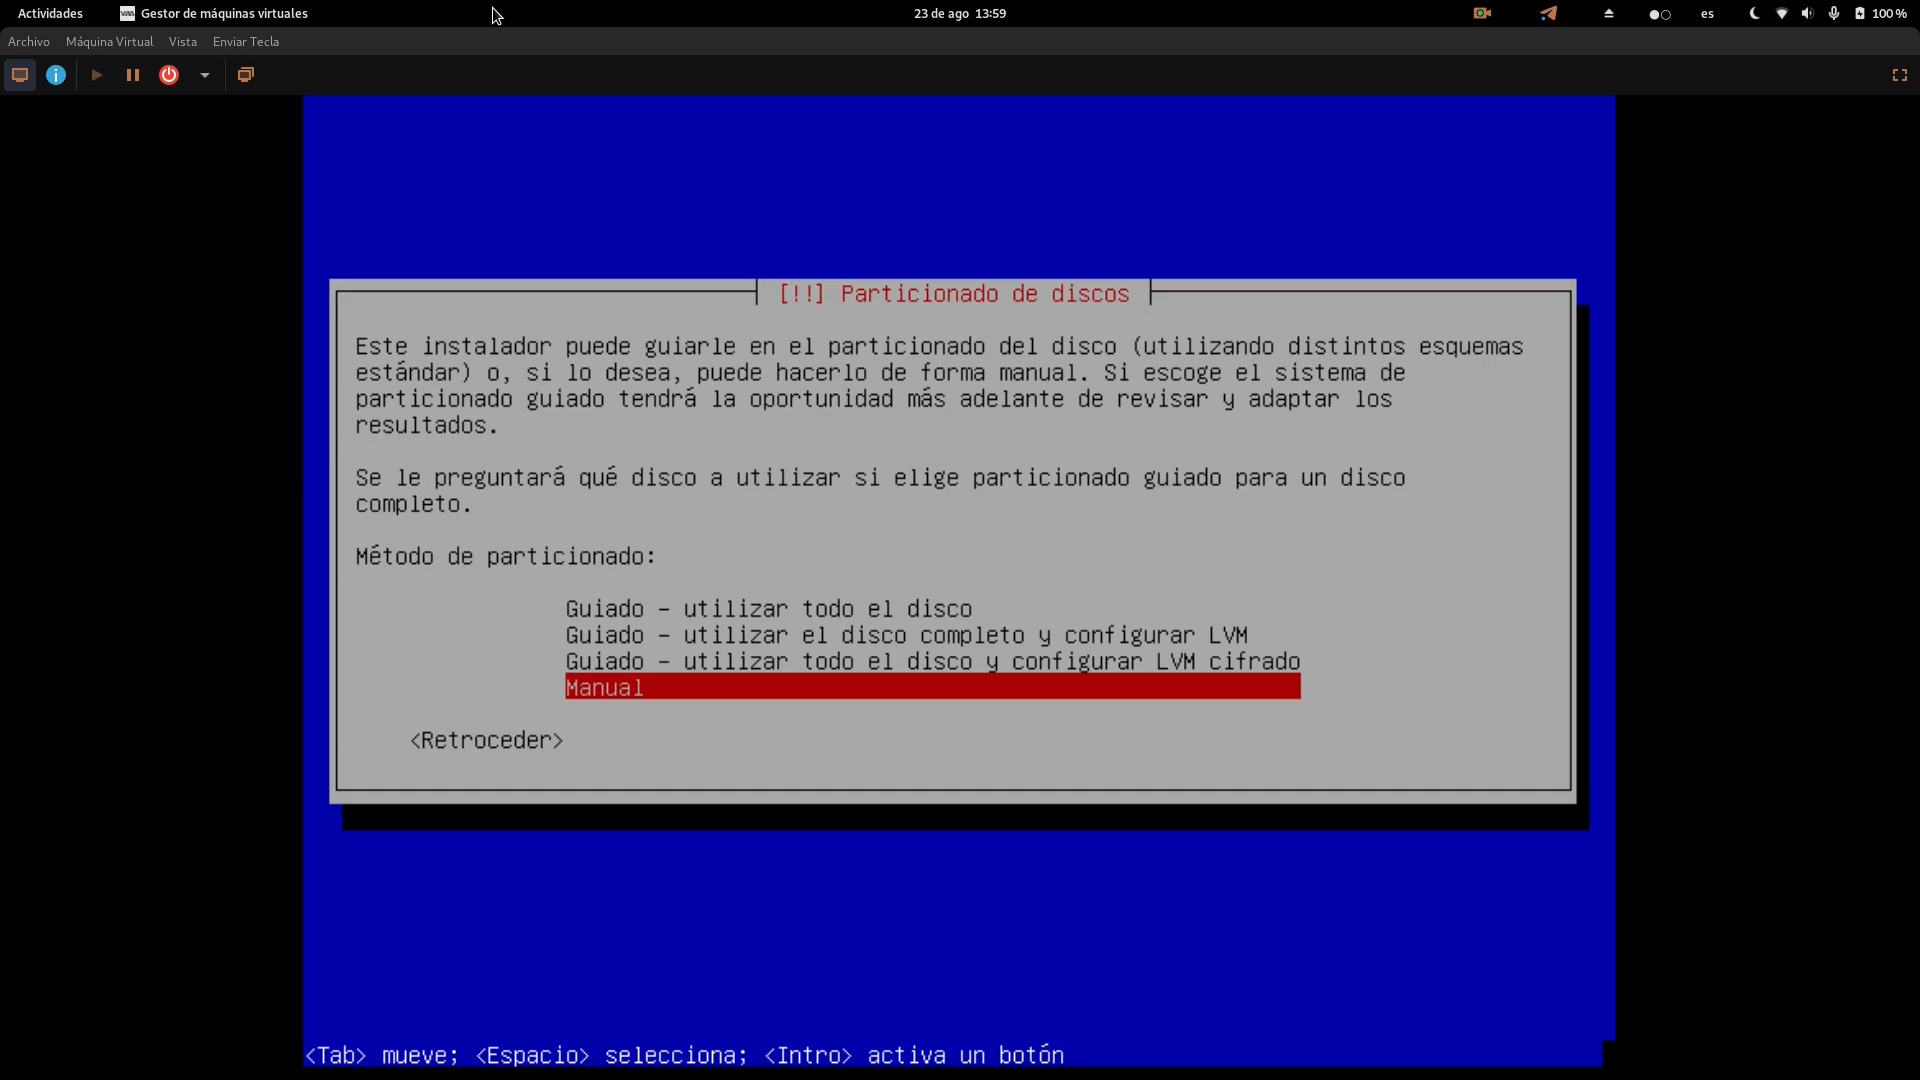 Actividades Gestor de máquinas virtuales 23 de ago 13:59 es 100 %
Archivo Máquina Virtual Vista Enviar Tecla
[!!] Particionado de discos
Este instalador puede guiarle en el particionado del disco (utilizando distintos esquemas
estándar) o, si lo desea, puede hacerlo de forma manual. Si escoge el sistema de
particionado guiado tendrá la oportunidad más adelante de revisar y adaptar los
resultados.
Se le preguntará qué disco a utilizar si elige particionado guiado para un disco
completo.
Método de particionado:
Guiado - utilizar todo el disco
Guiado - utilizar el disco completo y configurar LVM
Guiado - utilizar todo el disco y configurar LVM cifrado
Manual
<Retroceder>
<Tab> mueve; <Espacio> selecciona; <Intro> activa un botón